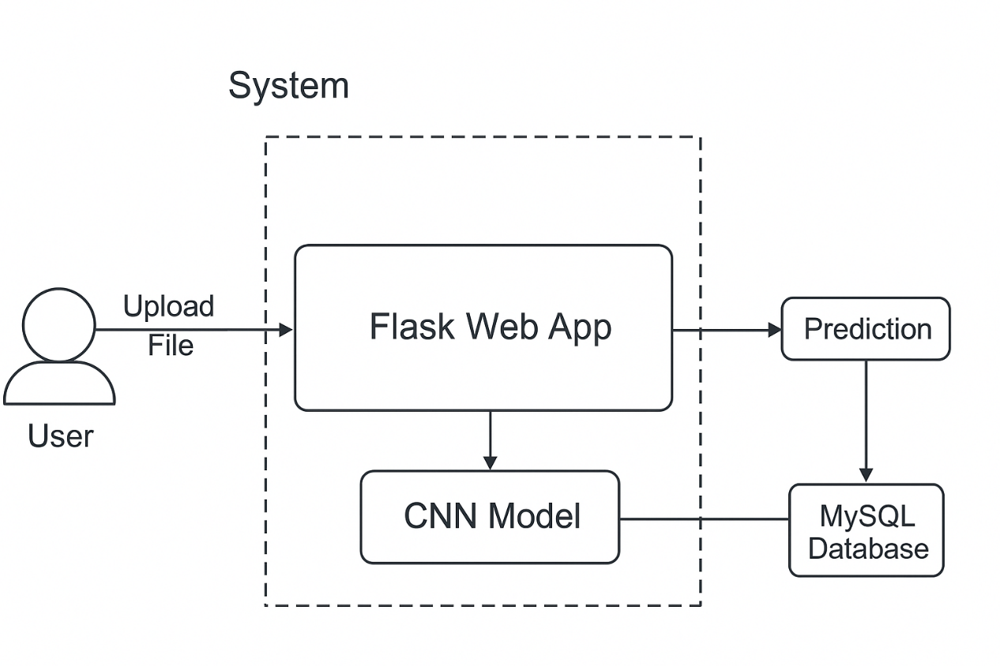 System
Upload
File
User
Flask Web App
Prediction
CNN Model
MySQL
Database